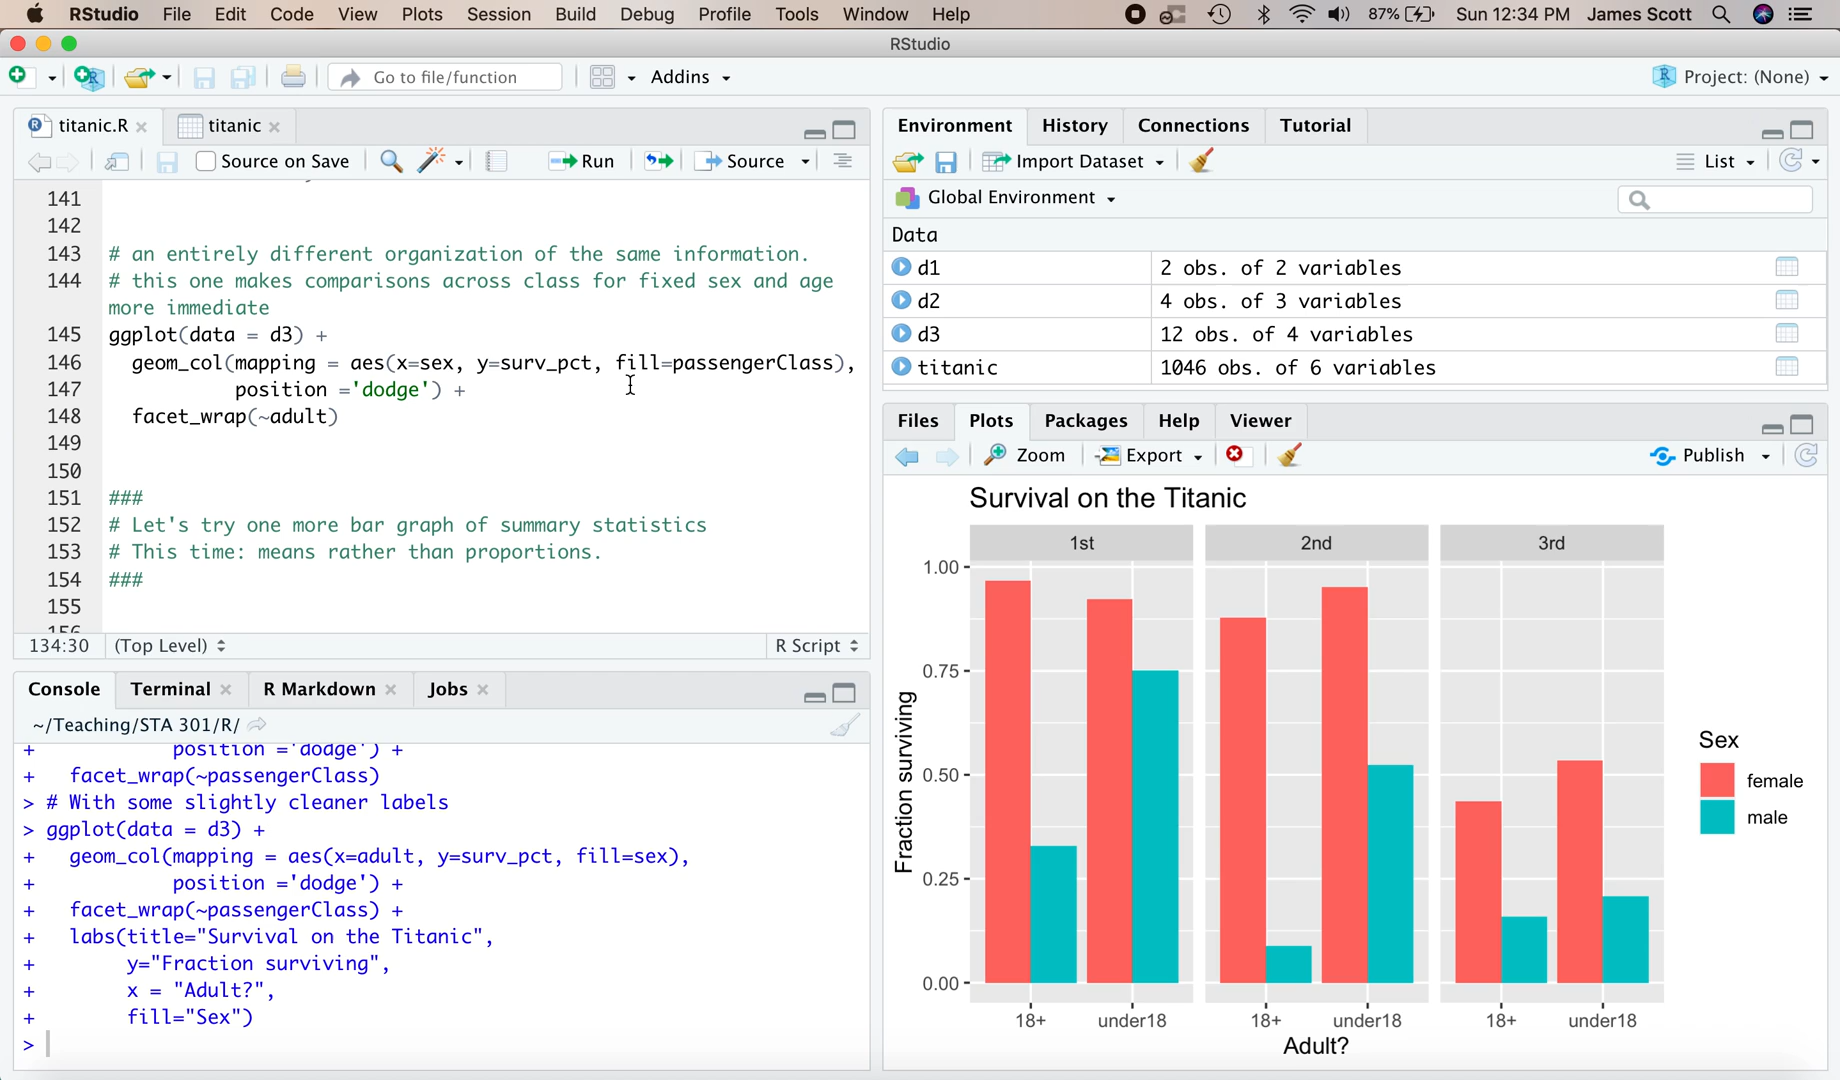 RStudio File Edit Code View Plots Session Build Debug Profile Tools Window Help 87% Sun 12:34 PM James Scott
RStudio
Go to file/function Addins Project: (None)
titanic.R titanic
Source on Save Run Source
141
142
143 # an entirely different organization of the same information.
144 # this one makes comparisons across class for fixed sex and age
more immediate
145 ggplot(data = d3) +
146 geom_col(mapping = aes(x=sex, y=surv_pct, fill=passengerClass),
147 position ='dodge') +
148 facet_wrap(~adult)
149
150
151 ###
152 # Let's try one more bar graph of summary statistics
153 # This time: means rather than proportions.
154 ###
155
156
134:30 (Top Level) R Script
Console Terminal R Markdown Jobs
~/Teaching/STA 301/R/
+ position ='dodge') +
+ facet_wrap(~passengerClass)
> # With some slightly cleaner labels
> ggplot(data = d3) +
+ geom_col(mapping = aes(x=adult, y=surv_pct, fill=sex),
+ position ='dodge') +
+ facet_wrap(~passengerClass) +
+ labs(title="Survival on the Titanic",
+ y="Fraction surviving",
+ x = "Adult?",
+ fill="Sex")
>
Environment History Connections Tutorial
Import Dataset List
Global Environment
Data
d1 2 obs. of 2 variables
d2 4 obs. of 3 variables
d3 12 obs. of 4 variables
titanic 1046 obs. of 6 variables
Files Plots Packages Help Viewer
Zoom Export Publish
Survival on the Titanic
1st 2nd 3rd
1.00
0.75
0.50
0.25
0.00
Fraction surviving
18+ under18 18+ under18 18+ under18
Adult?
Sex
female
male